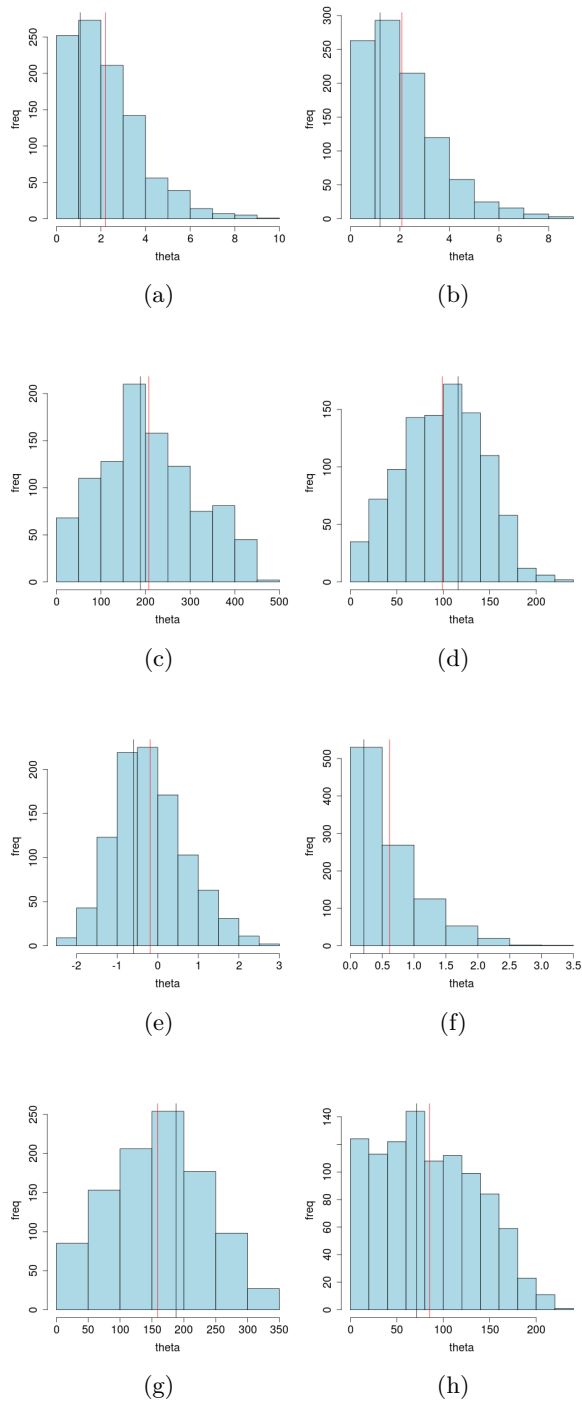 freq
0 50 100 150 200 250
0 2 4 6 8 10
theta
(a)
freq
0 50 100 150 200 250 300
0 2 4 6 8
theta
(b)
freq
0 50 100 150 200
0 100 200 300 400 500
theta
(c)
freq
0 50 100 150
0 50 100 150 200
theta
(d)
freq
0 50 100 150 200
-2 -1 0 1 2 3
theta
(e)
freq
0 100 200 300 400 500
0.0 0.5 1.0 1.5 2.0 2.5 3.0 3.5
theta
(f)
freq
0 50 100 150 200 250
0 50 100 150 200 250 300 350
theta
(g)
freq
0 20 40 60 80 100 140
0 50 100 150 200
theta
(h)